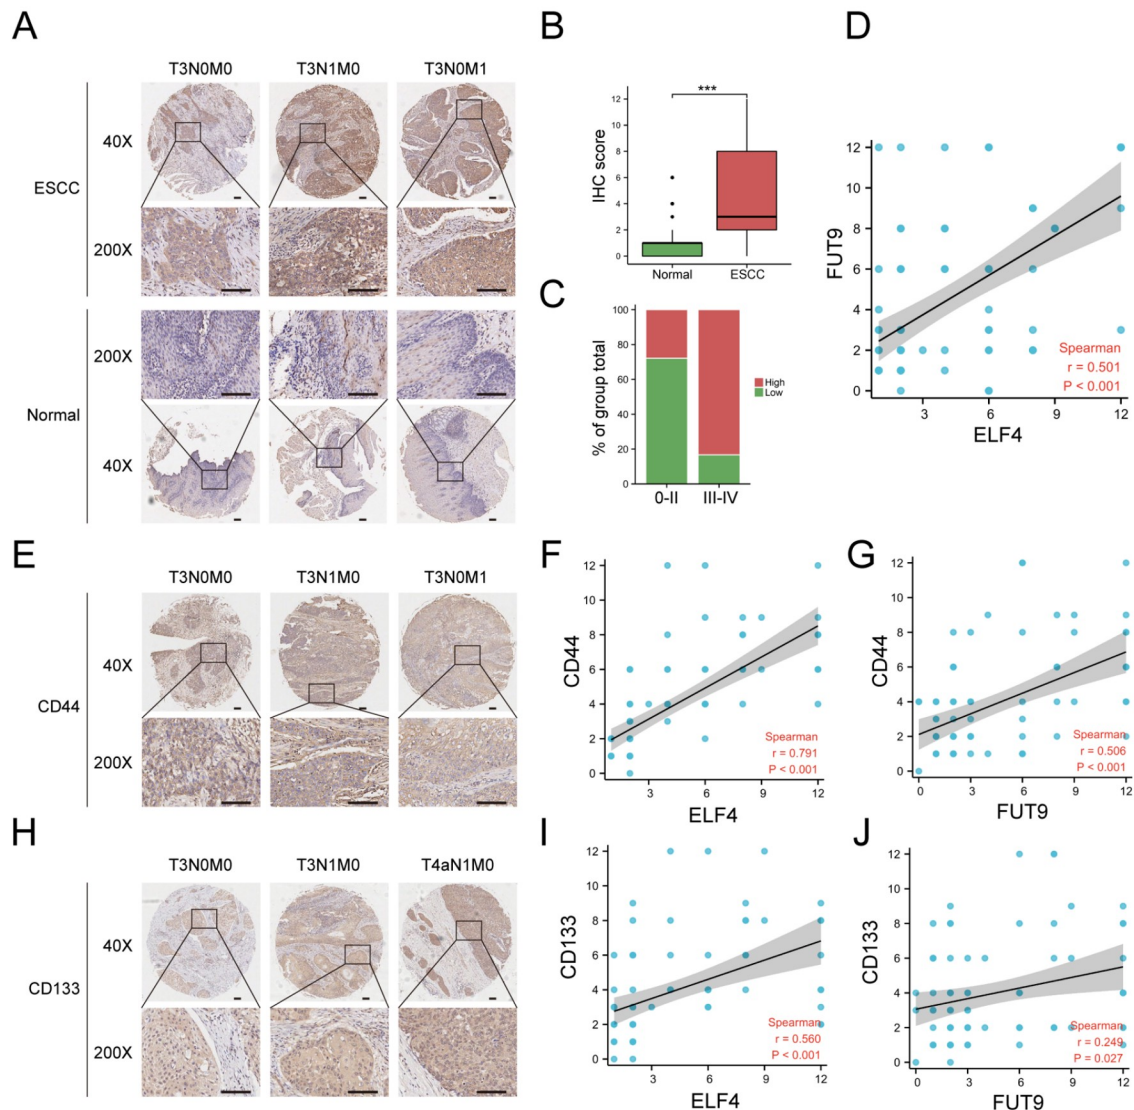 A
T3N0M0 T3N1M0 T3N0M1
ESCC
40X
200X
Normal
200X
40X
B
IHC score
12
10
8
6
4
2
0
***
Normal ESCC
C
% of group total
100
80
60
40
20
0
0-II III-IV
High
Low
D
FUT9
12
10
8
6
4
2
0
3 6 9 12
ELF4
Spearman
r = 0.501
P < 0.001
E
T3N0M0 T3N1M0 T3N0M1
CD44
40X
200X
F
CD44
12
10
8
6
4
2
0
3 6 9 12
ELF4
Spearman
r = 0.791
P < 0.001
G
CD44
12
10
8
6
4
2
0
0 3 6 9 12
FUT9
Spearman
r = 0.506
P < 0.001
H
T3N0M0 T3N1M0 T4aN1M0
CD133
40X
200X
I
CD133
12
10
8
6
4
2
0
3 6 9 12
ELF4
Spearman
r = 0.560
P < 0.001
J
CD133
12
10
8
6
4
2
0
0 3 6 9 12
FUT9
Spearman
r = 0.249
P = 0.027